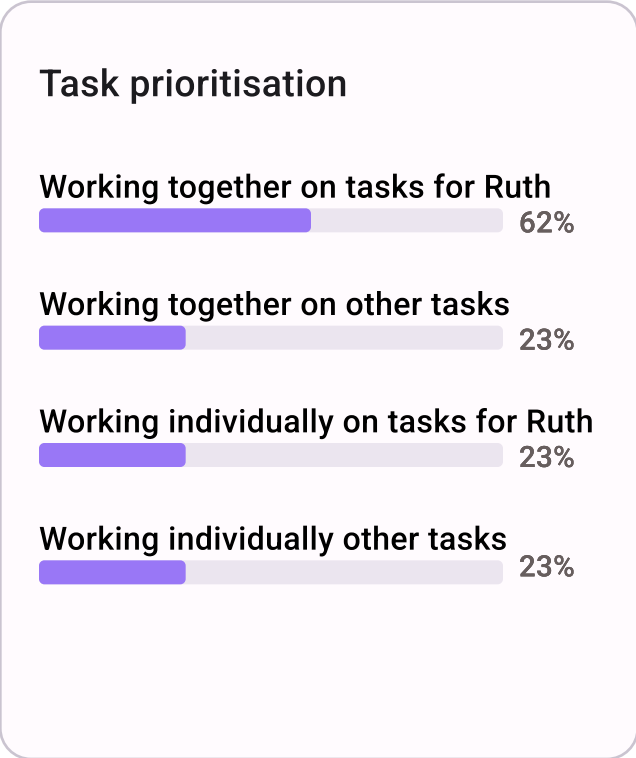 Task prioritisation
Working together on tasks for Ruth
62%
Working together on other tasks
23%
Working individually on tasks for Ruth
23%
Working individually other tasks
23%